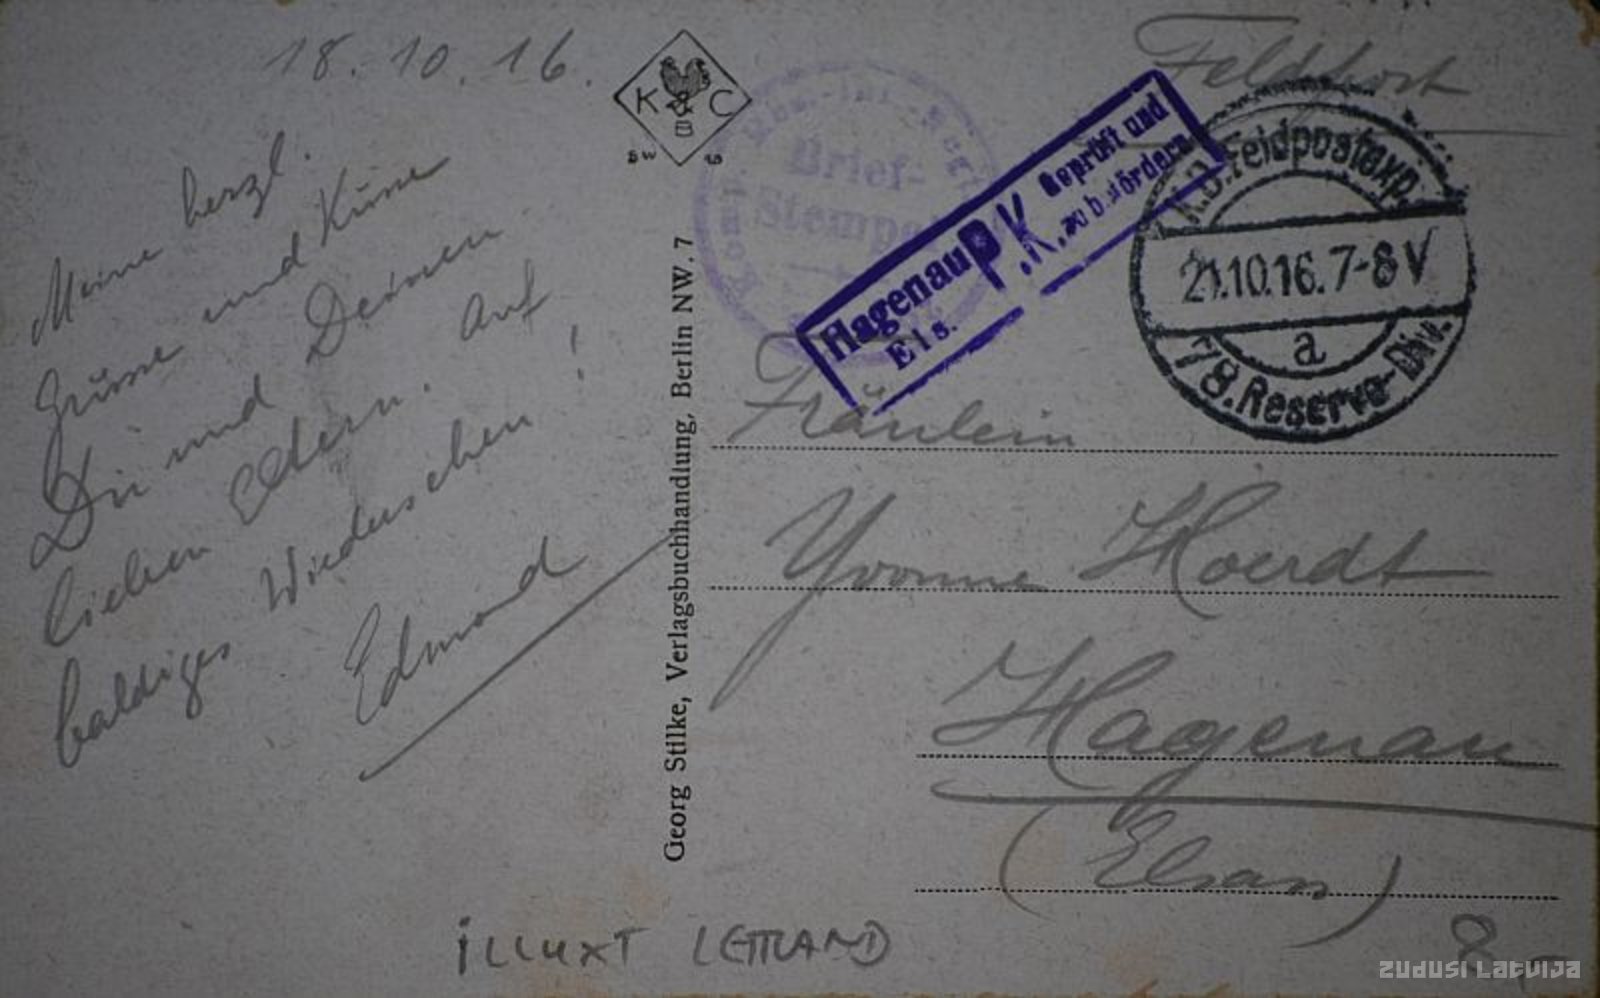 18.10.16.
Meine herzl.
Grüsse und Küsse
Dir und Deinen
lieben Eltern. Auf
baldiges Wiedersehen!
Edmond
K & C
Georg Stilke, Verlagsbuchhandlung, Berlin NW. 7
Feldpost
Brief-
Stempel
Hagenau P.K. Geprüft und
Els. zu befördern
K.D. Feldpostexp.
21.10.16. 7-8 V
a
78. Reserve-Div.
Fräulein
Yvonne Hoerdt
Hagenau
(Elsass)
ILLUXT LETTLAND
8,-
ZUDUSI LATVIJA